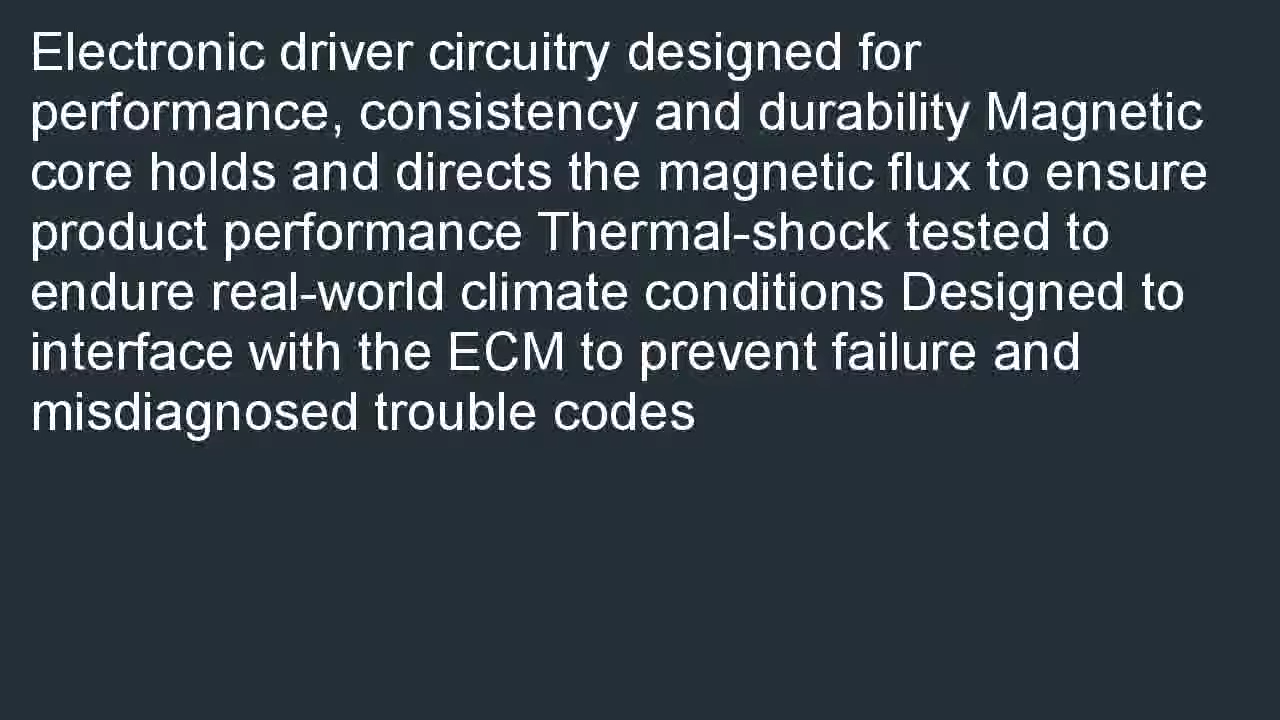 Electronic driver circuitry designed for
performance, consistency and durability Magnetic
core holds and directs the magnetic flux to ensure
product performance Thermal-shock tested to
endure real-world climate conditions Designed to
interface with the ECM to prevent failure and
misdiagnosed trouble codes